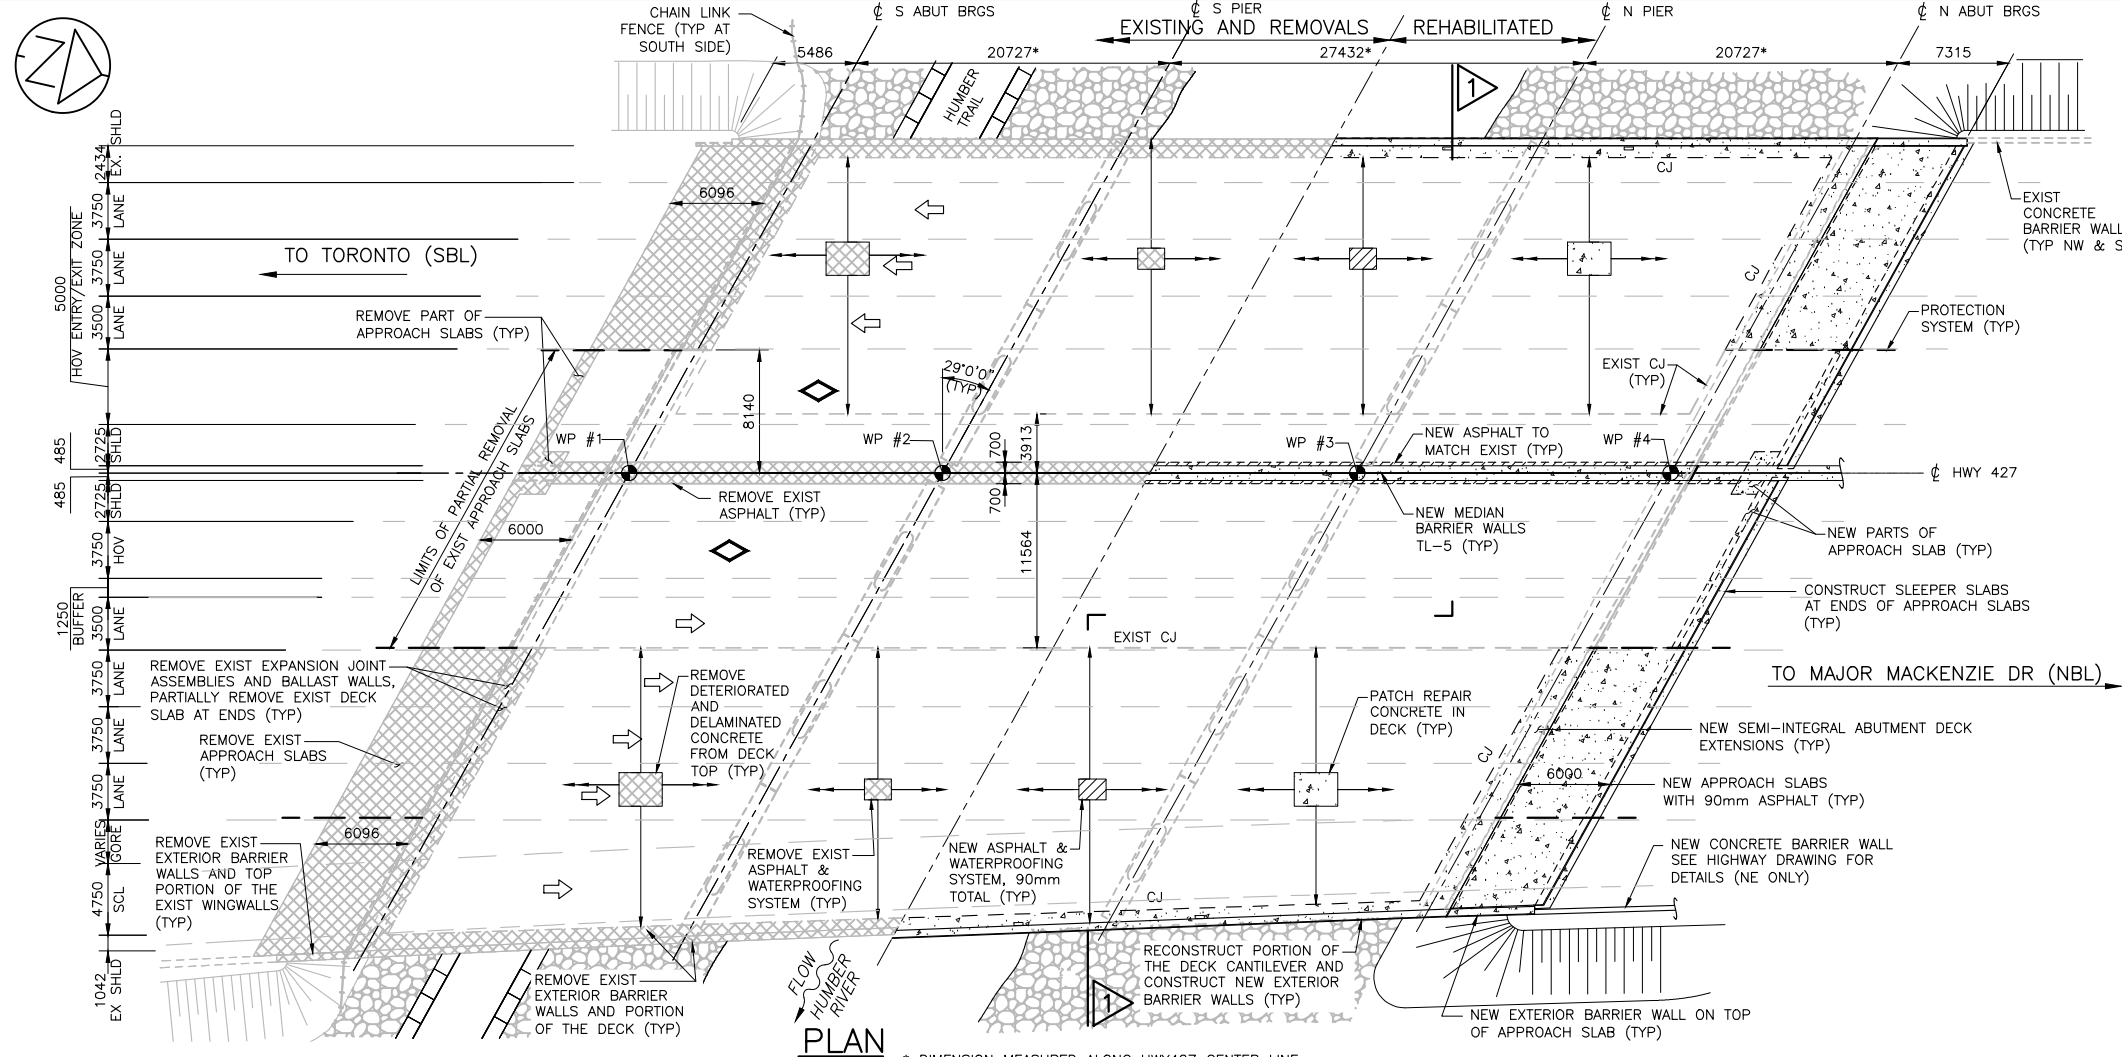 CHAIN LINK
FENCE (TYP AT
SOUTH SIDE)
℄ S ABUT BRGS
℄ S PIER
EXISTING AND REMOVALS
REHABILITATED
℄ N PIER
℄ N ABUT BRGS
5486
20727*
27432*
20727*
7315
HUMBER
TRAIL
1
2434
EX. SHLD
3750
LANE
3750
LANE
3500
LANE
5000
HOV ENTRY/EXIT ZONE
485
2725
SHLD
485
2725
SHLD
3750
HOV
1250
BUFFER
3500
LANE
3750
LANE
3750
LANE
3750
LANE
VARIES
GORE
4750
SCL
1042
EX SHLD
TO TORONTO (SBL)
6096
CJ
EXIST
CONCRETE
BARRIER WALL
(TYP NW & S
CJ
REMOVE PART OF
APPROACH SLABS (TYP)
PROTECTION
SYSTEM (TYP)
EXIST CJ
(TYP)
29°0'0"
(TYP)
8140
LIMITS OF PARTIAL REMOVAL
OF EXIST APPROACH SLABS
WP #1
WP #2
700
3913
WP #3
NEW ASPHALT TO
MATCH EXIST (TYP)
WP #4
℄ HWY 427
REMOVE EXIST
ASPHALT (TYP)
700
6000
11564
NEW MEDIAN
BARRIER WALLS
TL-5 (TYP)
NEW PARTS OF
APPROACH SLAB (TYP)
CONSTRUCT SLEEPER SLABS
AT ENDS OF APPROACH SLABS
(TYP)
EXIST CJ
REMOVE EXIST EXPANSION JOINT
ASSEMBLIES AND BALLAST WALLS,
PARTIALLY REMOVE EXIST DECK
SLAB AT ENDS (TYP)
REMOVE
DETERIORATED
AND
DELAMINATED
CONCRETE
FROM DECK
TOP (TYP)
PATCH REPAIR
CONCRETE IN
DECK (TYP)
TO MAJOR MACKENZIE DR (NBL)
REMOVE EXIST
APPROACH SLABS
(TYP)
CJ
NEW SEMI-INTEGRAL ABUTMENT DECK
EXTENSIONS (TYP)
6000
NEW APPROACH SLABS
WITH 90mm ASPHALT (TYP)
6096
REMOVE EXIST
EXTERIOR BARRIER
WALLS AND TOP
PORTION OF THE
EXIST WINGWALLS
(TYP)
REMOVE EXIST
ASPHALT &
WATERPROOFING
SYSTEM (TYP)
NEW ASPHALT &
WATERPROOFING
SYSTEM, 90mm
TOTAL (TYP)
CJ
NEW CONCRETE BARRIER WALL
SEE HIGHWAY DRAWING FOR
DETAILS (NE ONLY)
REMOVE EXIST
EXTERIOR BARRIER
WALLS AND PORTION
OF THE DECK (TYP)
FLOW
HUMBER
RIVER
1
RECONSTRUCT PORTION OF
THE DECK CANTILEVER AND
CONSTRUCT NEW EXTERIOR
BARRIER WALLS (TYP)
NEW EXTERIOR BARRIER WALL ON TOP
OF APPROACH SLAB (TYP)
PLAN
* DIMENSION MEASURED ALONG HWY427 CENTER LINE